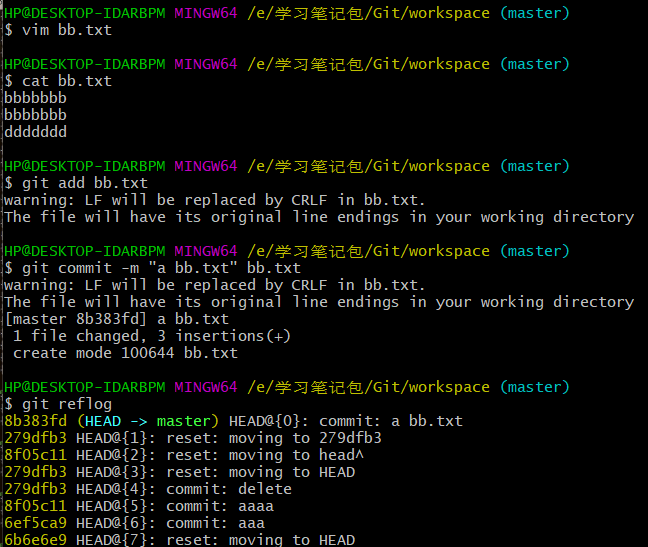 HP@DESKTOP-IDARBPM MINGW64 /e/学习笔记包/Git/workspace (master)
$ vim bb.txt
HP@DESKTOP-IDARBPM MINGW64 /e/学习笔记包/Git/workspace (master)
$ cat bb.txt
bbbbbbb
bbbbbbb
ddddddd
HP@DESKTOP-IDARBPM MINGW64 /e/学习笔记包/Git/workspace (master)
$ git add bb.txt
warning: LF will be replaced by CRLF in bb.txt.
The file will have its original line endings in your working directory
HP@DESKTOP-IDARBPM MINGW64 /e/学习笔记包/Git/workspace (master)
$ git commit -m "a bb.txt" bb.txt
warning: LF will be replaced by CRLF in bb.txt.
The file will have its original line endings in your working directory
[master 8b383fd] a bb.txt
 1 file changed, 3 insertions(+)
 create mode 100644 bb.txt
HP@DESKTOP-IDARBPM MINGW64 /e/学习笔记包/Git/workspace (master)
$ git reflog
8b383fd (HEAD -> master) HEAD@{0}: commit: a bb.txt
279dfb3 HEAD@{1}: reset: moving to 279dfb3
8f05c11 HEAD@{2}: reset: moving to head^
279dfb3 HEAD@{3}: reset: moving to HEAD
279dfb3 HEAD@{4}: commit: delete
8f05c11 HEAD@{5}: commit: aaaa
6ef5ca9 HEAD@{6}: commit: aaa
6b6e6e9 HEAD@{7}: reset: moving to HEAD